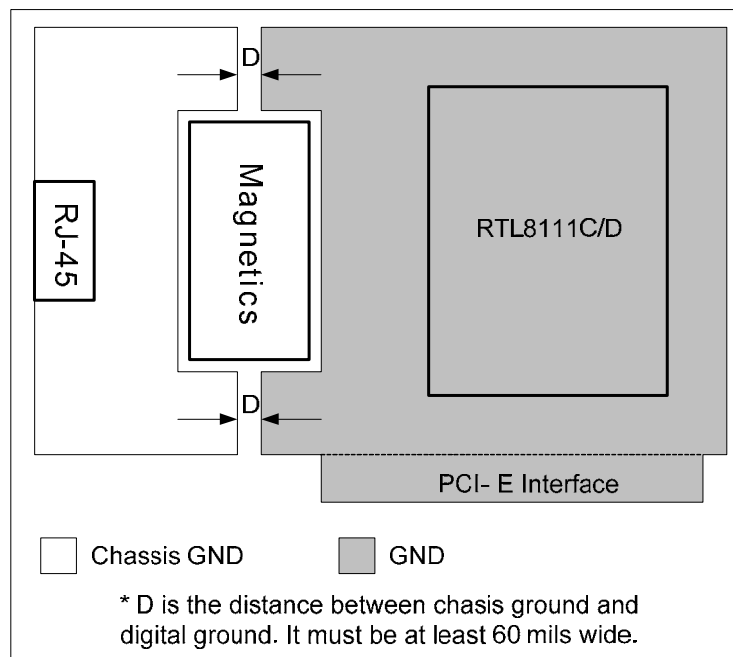 D
Magnetics
RJ-45
RTL8111C/D
D
PCI- E Interface
Chassis GND
GND
* D is the distance between chasis ground and
digital ground. It must be at least 60 mils wide.